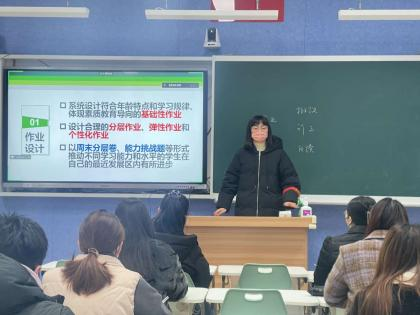 01
作业
设计
□ 系统设计符合年龄特点和学习规律、
体现素质教育导向的基础性作业
□ 设计合理的分层作业、弹性作业和
个性化作业
□ 以周末分层卷、能力挑战题等形式
推动不同学习能力和水平的学生在
自己的最近发展区内有所进步